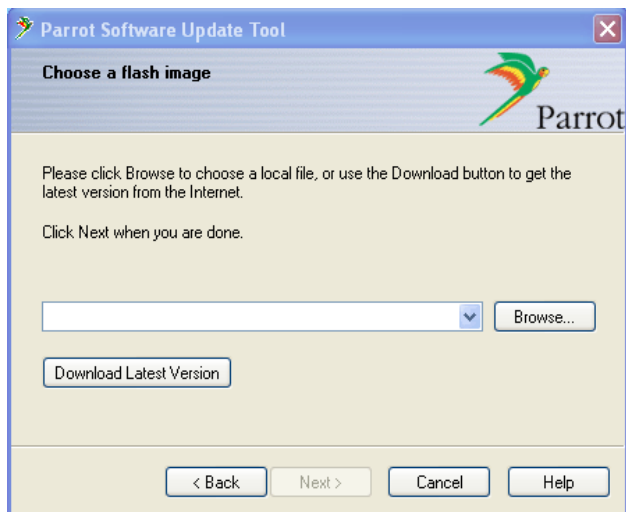 Parrot Software Update Tool
Choose a flash image
Parrot
Please click Browse to choose a local file, or use the Download button to get the
latest version from the Internet.
Click Next when you are done.
Browse...
Download Latest Version
< Back Next > Cancel Help